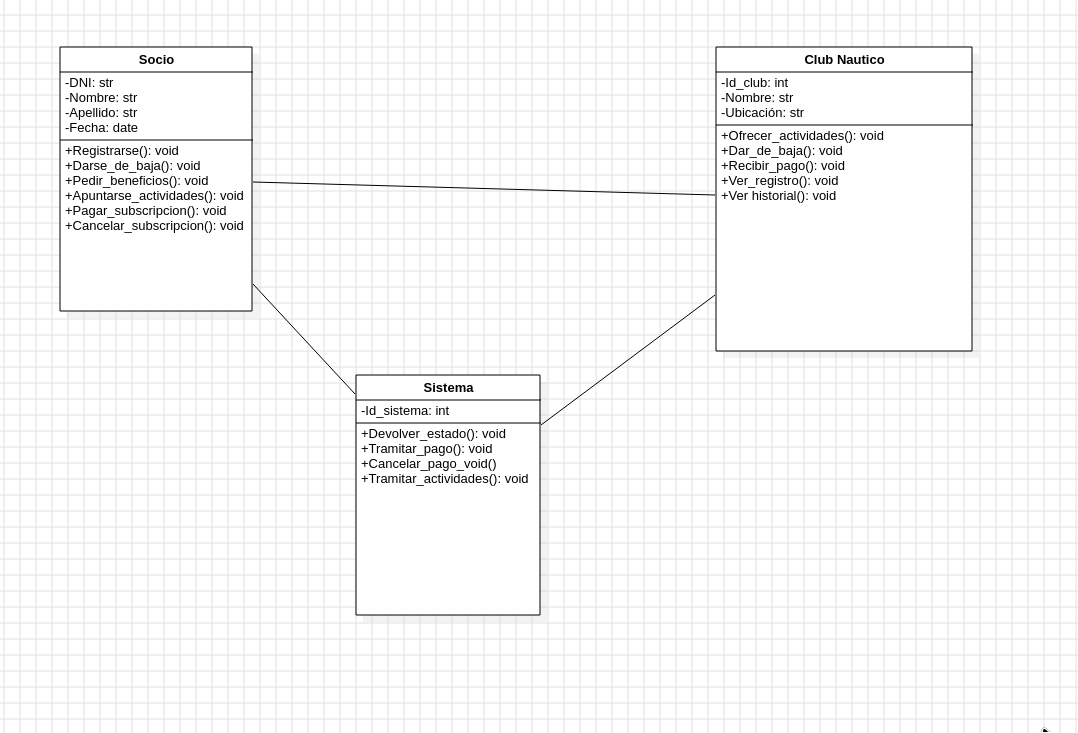 Socio
-DNI: str
-Nombre: str
-Apellido: str
-Fecha: date
+Registrarse(): void
+Darse_de_baja(): void
+Pedir_beneficios(): void
+Apuntarse_actividades(): void
+Pagar_subscripcion(): void
+Cancelar_subscripcion(): void
Club Nautico
-Id_club: int
-Nombre: str
-Ubicación: str
+Ofrecer_actividades(): void
+Dar_de_baja(): void
+Recibir_pago(): void
+Ver_registro(): void
+Ver historial(): void
Sistema
-Id_sistema: int
+Devolver_estado(): void
+Tramitar_pago(): void
+Cancelar_pago_void()
+Tramitar_actividades(): void